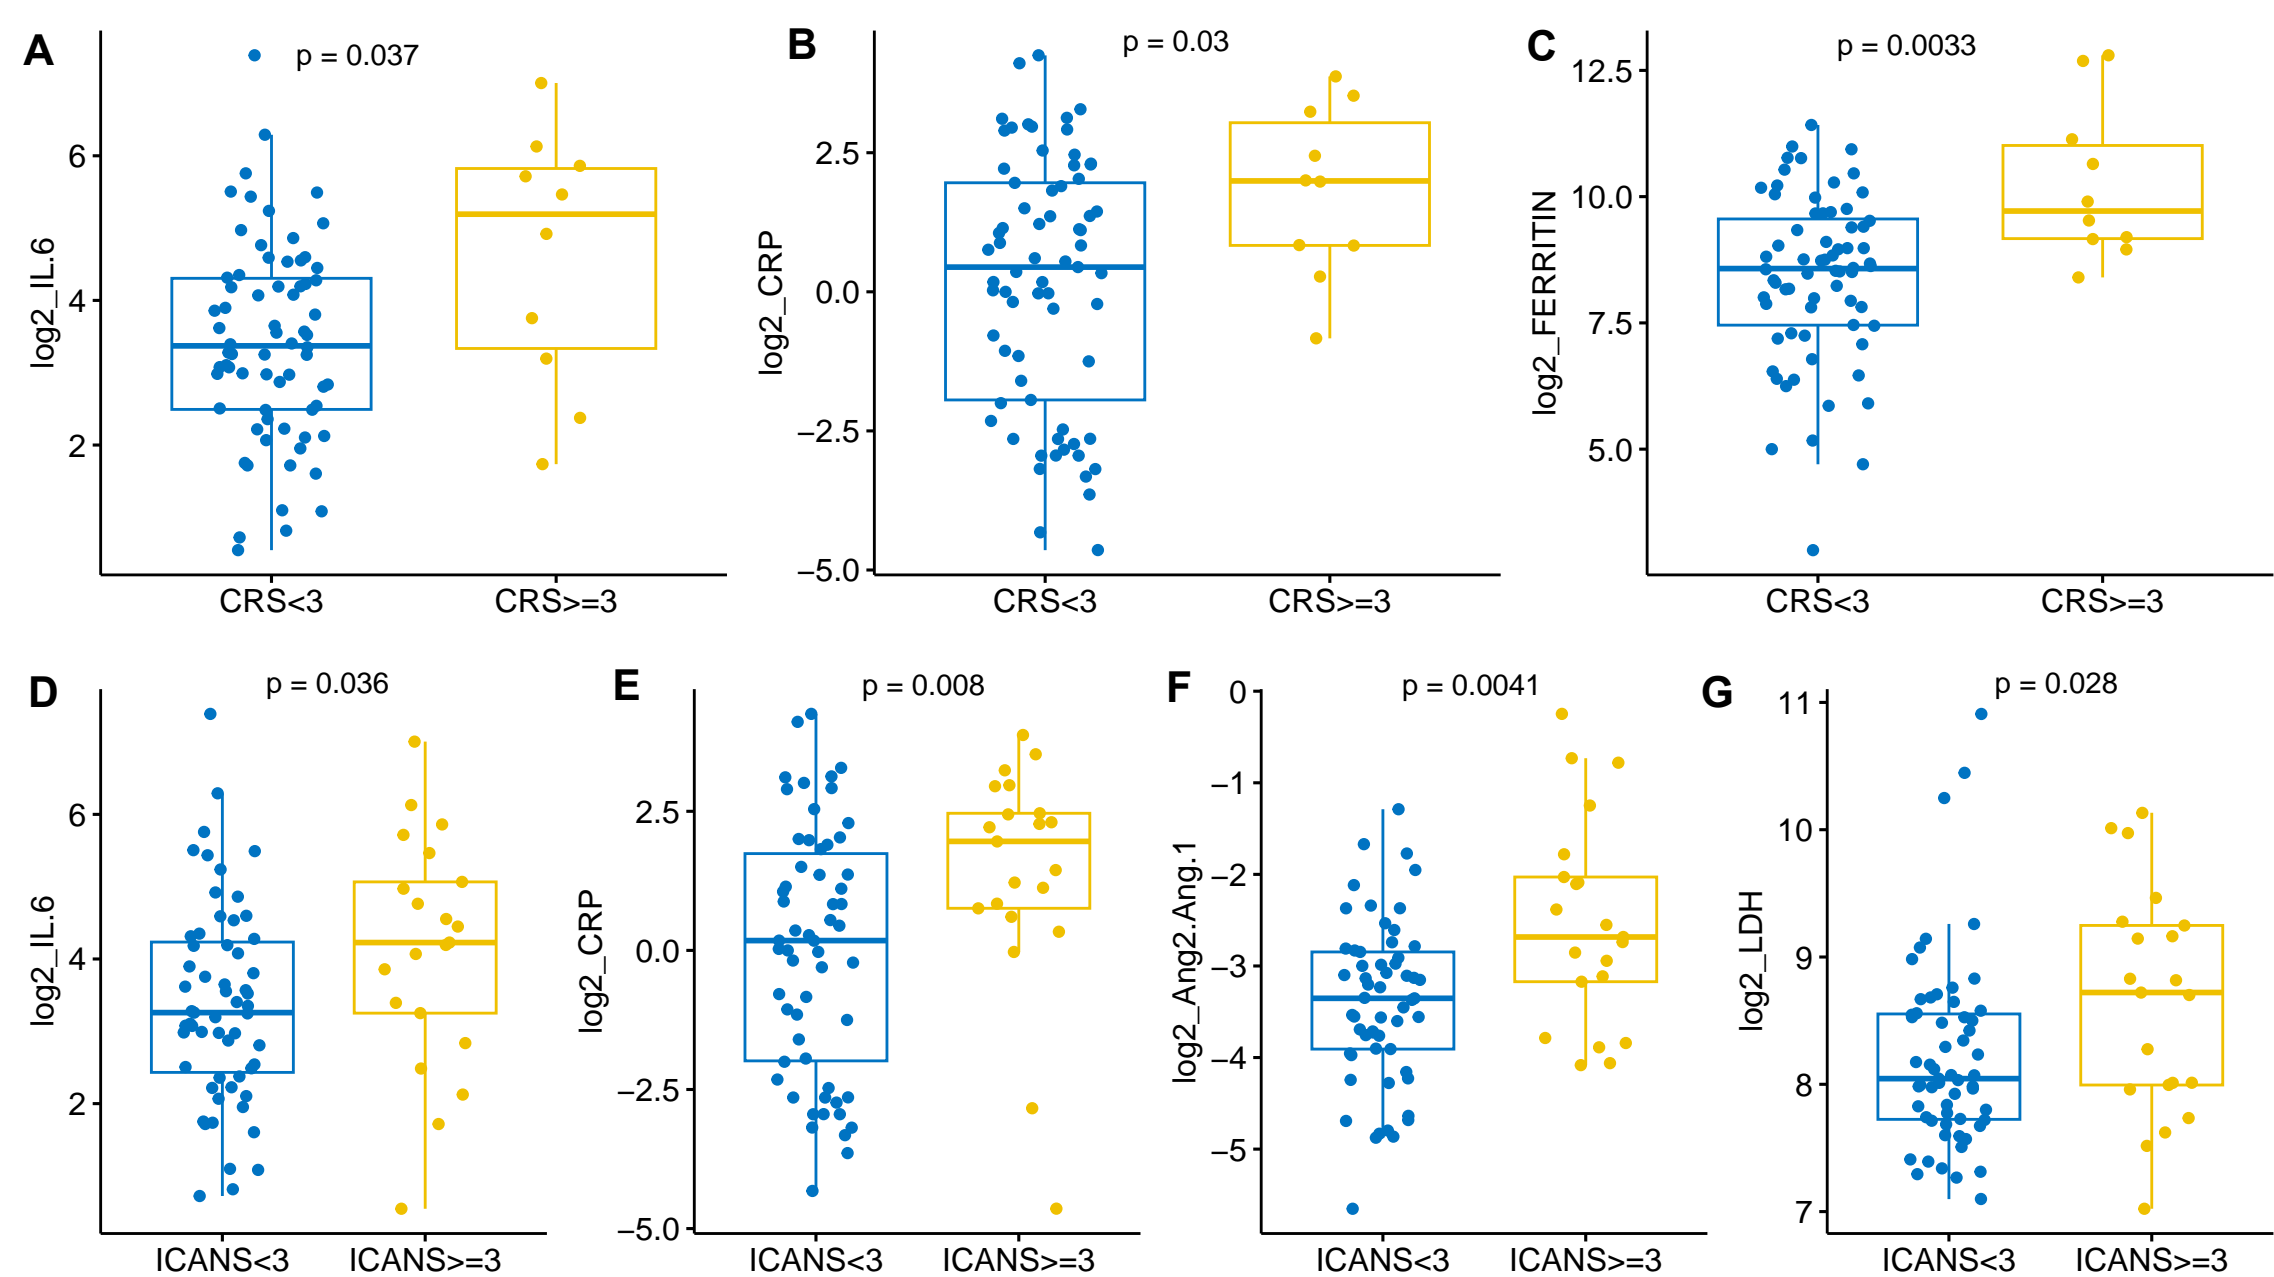 A
p = 0.037
log2_IL.6
6
4
2
CRS<3
CRS>=3
B
p = 0.03
log2_CRP
2.5
0.0
−2.5
−5.0
CRS<3
CRS>=3
C
p = 0.0033
log2_FERRITIN
12.5
10.0
7.5
5.0
CRS<3
CRS>=3
D
p = 0.036
log2_IL.6
6
4
2
ICANS<3
ICANS>=3
E
p = 0.008
log2_CRP
2.5
0.0
−2.5
−5.0
ICANS<3
ICANS>=3
F
p = 0.0041
log2_Ang2.Ang.1
0
−1
−2
−3
−4
−5
ICANS<3
ICANS>=3
G
p = 0.028
log2_LDH
11
10
9
8
7
ICANS<3
ICANS>=3